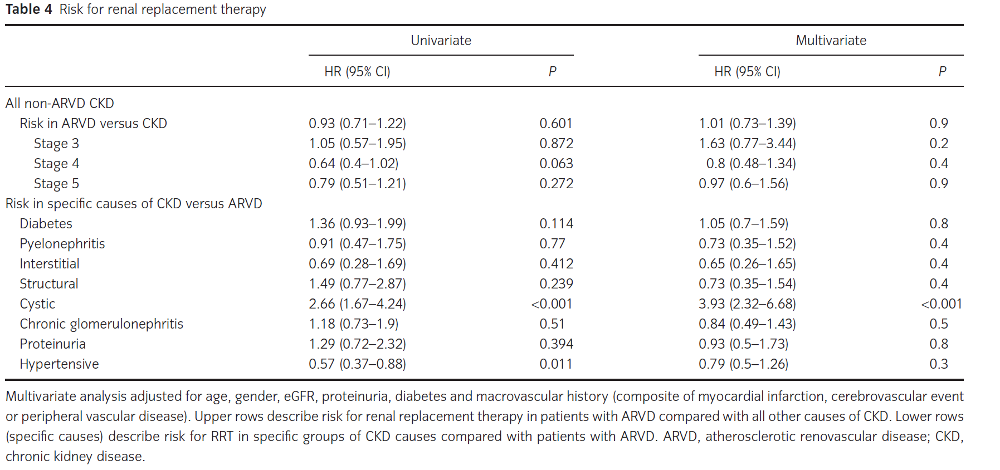 Table 4 Risk for renal replacement therapy
Univariate Multivariate
HR (95% CI) P HR (95% CI) P
All non-ARVD CKD
Risk in ARVD versus CKD 0.93 (0.71–1.22) 0.601 1.01 (0.73–1.39) 0.9
Stage 3 1.05 (0.57–1.95) 0.872 1.63 (0.77–3.44) 0.2
Stage 4 0.64 (0.4–1.02) 0.063 0.8 (0.48–1.34) 0.4
Stage 5 0.79 (0.51–1.21) 0.272 0.97 (0.6–1.56) 0.9
Risk in specific causes of CKD versus ARVD
Diabetes 1.36 (0.93–1.99) 0.114 1.05 (0.7–1.59) 0.8
Pyelonephritis 0.91 (0.47–1.75) 0.77 0.73 (0.35–1.52) 0.4
Interstitial 0.69 (0.28–1.69) 0.412 0.65 (0.26–1.65) 0.4
Structural 1.49 (0.77–2.87) 0.239 0.73 (0.35–1.54) 0.4
Cystic 2.66 (1.67–4.24) <0.001 3.93 (2.32–6.68) <0.001
Chronic glomerulonephritis 1.18 (0.73–1.9) 0.51 0.84 (0.49–1.43) 0.5
Proteinuria 1.29 (0.72–2.32) 0.394 0.93 (0.5–1.73) 0.8
Hypertensive 0.57 (0.37–0.88) 0.011 0.79 (0.5–1.26) 0.3
Multivariate analysis adjusted for age, gender, eGFR, proteinuria, diabetes and macrovascular history (composite of myocardial infarction, cerebrovascular event
or peripheral vascular disease). Upper rows describe risk for renal replacement therapy in patients with ARVD compared with all other causes of CKD. Lower rows
(specific causes) describe risk for RRT in specific groups of CKD causes compared with patients with ARVD. ARVD, atherosclerotic renovascular disease; CKD,
chronic kidney disease.